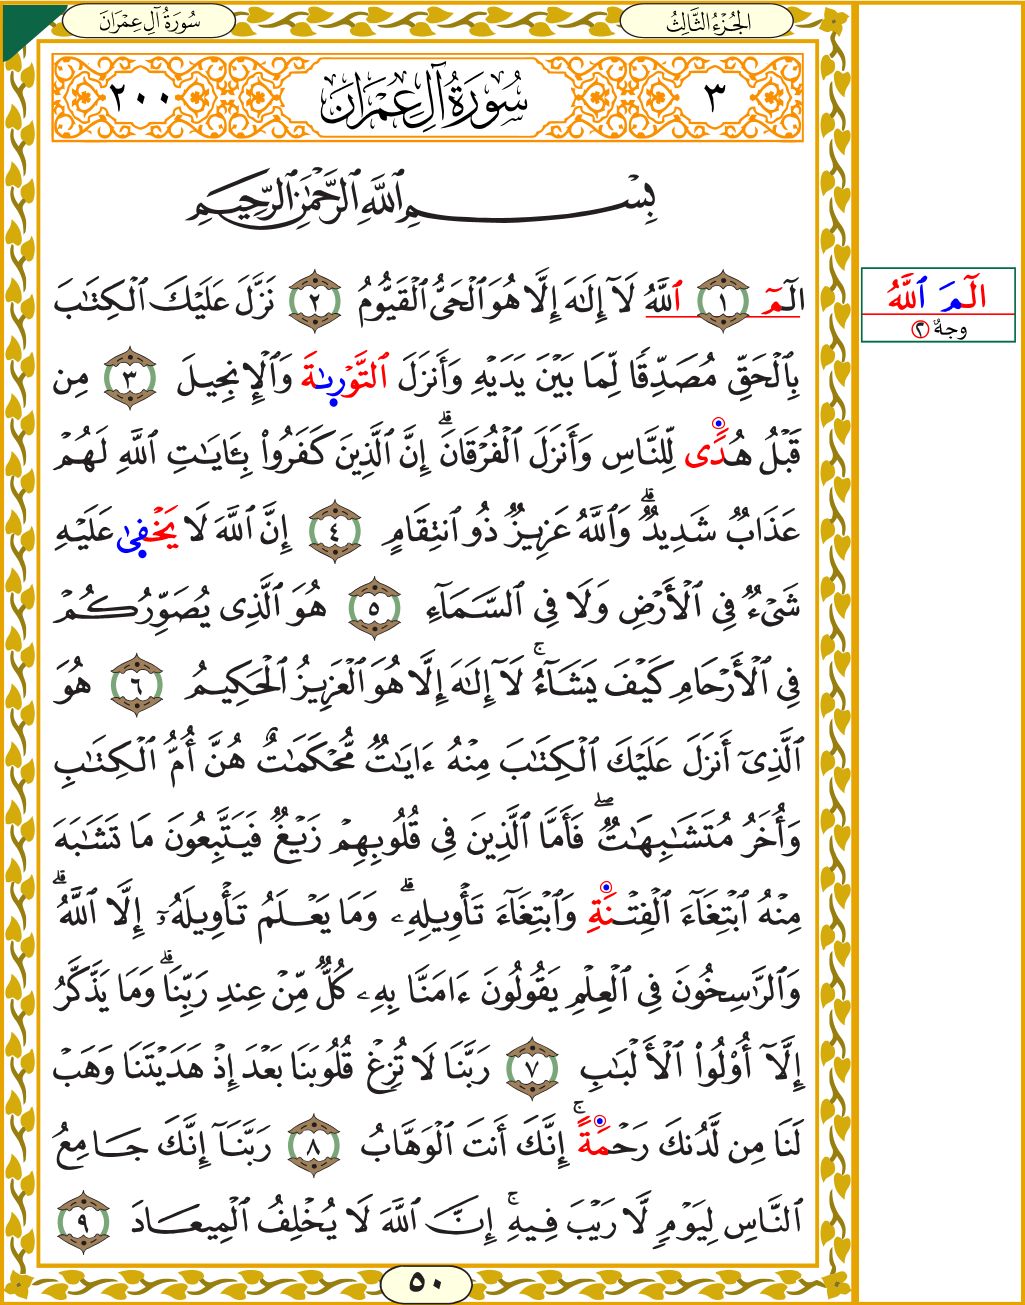 سُورَةُ آلِ عِمْرَان
الجُزْءُ الثَّالِثُ
٣ سُورَةُ آلِ عِمْرَان ٢٠٠
بِسْمِ ٱللَّهِ ٱلرَّحْمَٰنِ ٱلرَّحِيمِ
الٓمٓ ١ ٱللَّهُ لَآ إِلَٰهَ إِلَّا هُوَ ٱلْحَىُّ ٱلْقَيُّومُ ٢ نَزَّلَ عَلَيْكَ ٱلْكِتَٰبَ
بِٱلْحَقِّ مُصَدِّقًا لِّمَا بَيْنَ يَدَيْهِ وَأَنزَلَ ٱلتَّوْرَىٰةَ وَٱلْإِنجِيلَ ٣ مِن
قَبْلُ هُدًى لِّلنَّاسِ وَأَنزَلَ ٱلْفُرْقَانَۗ إِنَّ ٱلَّذِينَ كَفَرُوا۟ بِـَٔايَٰتِ ٱللَّهِ لَهُمْ
عَذَابٌ شَدِيدٌۗ وَٱللَّهُ عَزِيزٌ ذُو ٱنتِقَامٍ ٤ إِنَّ ٱللَّهَ لَا يَخْفَىٰ عَلَيْهِ
شَىْءٌ فِى ٱلْأَرْضِ وَلَا فِى ٱلسَّمَآءِ ٥ هُوَ ٱلَّذِى يُصَوِّرُكُمْ
فِى ٱلْأَرْحَامِ كَيْفَ يَشَآءُۚ لَآ إِلَٰهَ إِلَّا هُوَ ٱلْعَزِيزُ ٱلْحَكِيمُ ٦ هُوَ
ٱلَّذِىٓ أَنزَلَ عَلَيْكَ ٱلْكِتَٰبَ مِنْهُ ءَايَٰتٌ مُّحْكَمَٰتٌ هُنَّ أُمُّ ٱلْكِتَٰبِ
وَأُخَرُ مُتَشَٰبِهَٰتٌۖ فَأَمَّا ٱلَّذِينَ فِى قُلُوبِهِمْ زَيْغٌ فَيَتَّبِعُونَ مَا تَشَٰبَهَ
مِنْهُ ٱبْتِغَآءَ ٱلْفِتْنَةِ وَٱبْتِغَآءَ تَأْوِيلِهِۦۗ وَمَا يَعْلَمُ تَأْوِيلَهُۥٓ إِلَّا ٱللَّهُۗ
وَٱلرَّٰسِخُونَ فِى ٱلْعِلْمِ يَقُولُونَ ءَامَنَّا بِهِۦ كُلٌّ مِّنْ عِندِ رَبِّنَاۗ وَمَا يَذَّكَّرُ
إِلَّآ أُو۟لُوا۟ ٱلْأَلْبَٰبِ ٧ رَبَّنَا لَا تُزِغْ قُلُوبَنَا بَعْدَ إِذْ هَدَيْتَنَا وَهَبْ
لَنَا مِن لَّدُنكَ رَحْمَةًۚ إِنَّكَ أَنتَ ٱلْوَهَّابُ ٨ رَبَّنَآ إِنَّكَ جَامِعُ
ٱلنَّاسِ لِيَوْمٍ لَّا رَيْبَ فِيهِۚ إِنَّ ٱللَّهَ لَا يُخْلِفُ ٱلْمِيعَادَ ٩
٥٠
الٓمَ ٱللَّهُ
وجهٌ ٢